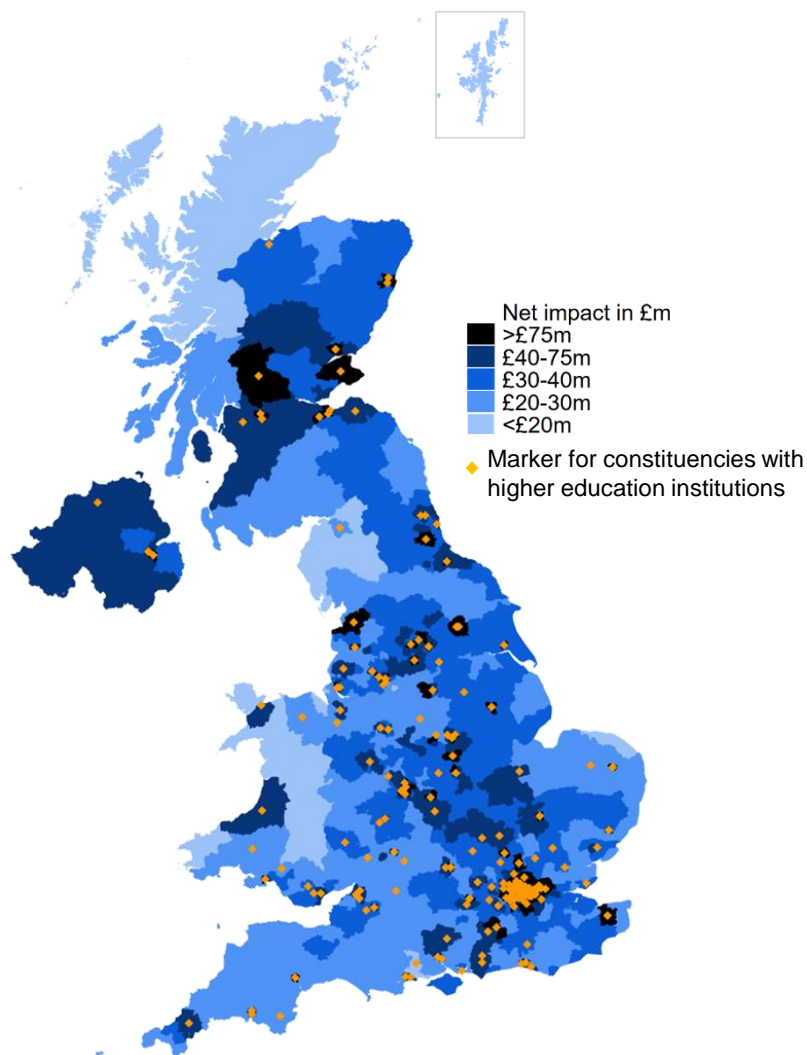 Net impact in £m
>£75m
£40-75m
£30-40m
£20-30m
<£20m
Marker for constituencies with
higher education institutions